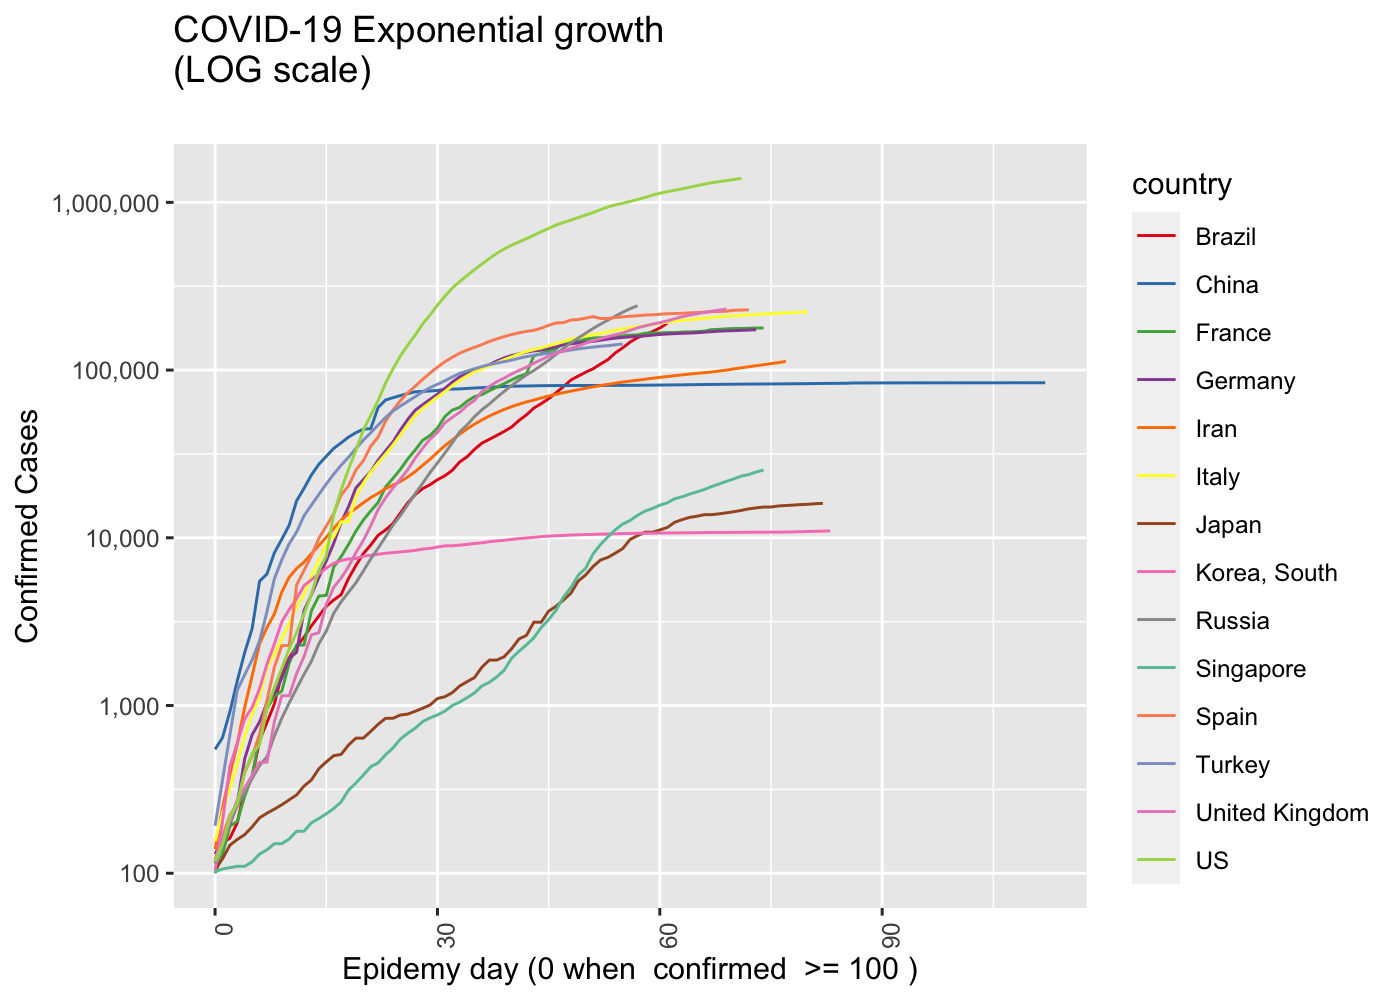 COVID-19 Exponential growth
(LOG scale)
1,000,000
100,000
10,000
1,000
100
Confirmed Cases
0
30
60
90
Epidemy day (0 when  confirmed  >= 100 )
country
Brazil
China
France
Germany
Iran
Italy
Japan
Korea, South
Russia
Singapore
Spain
Turkey
United Kingdom
US